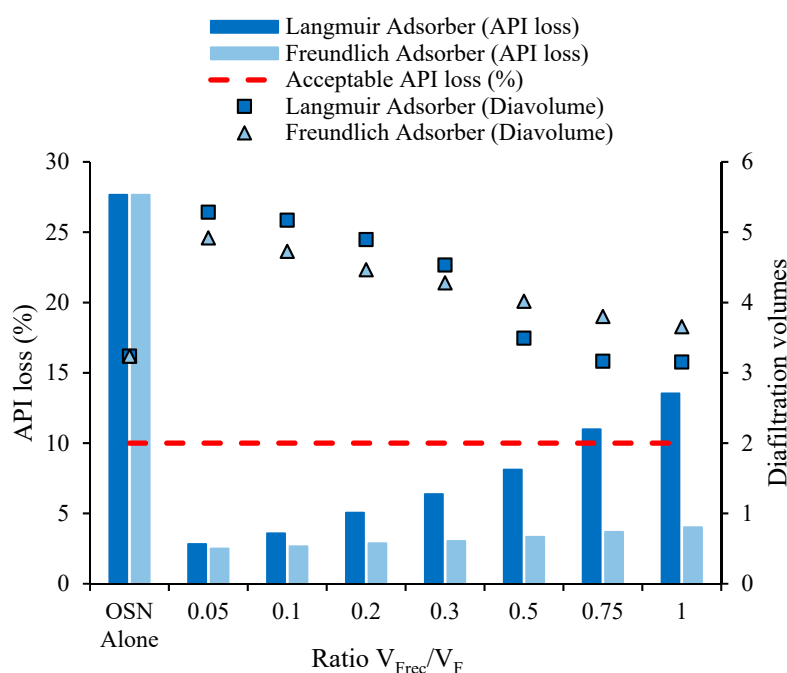 Langmuir Adsorber (API loss)
Freundlich Adsorber (API loss)
Acceptable API loss (%)
Langmuir Adsorber (Diavolume)
Freundlich Adsorber (Diavolume)
30
25
20
15
10
5
0
API loss (%)
6
5
4
3
2
1
0
Diafiltration volumes
OSN Alone
0.05
0.1
0.2
0.3
0.5
0.75
1
Ratio V_Frec/V_F